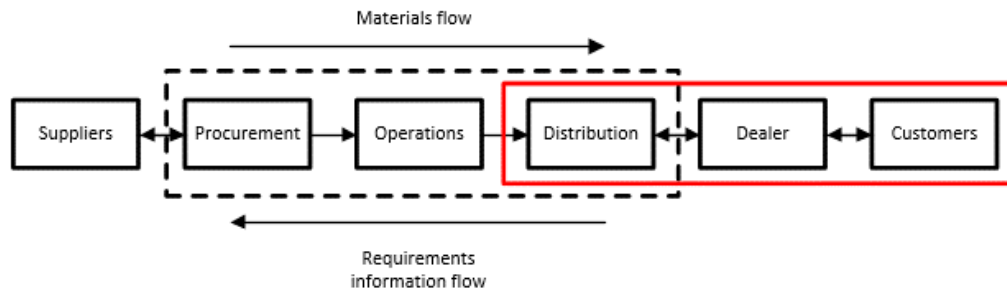 Materials flow
Suppliers
Procurement
Operations
Distribution
Dealer
Customers
Requirements
information flow